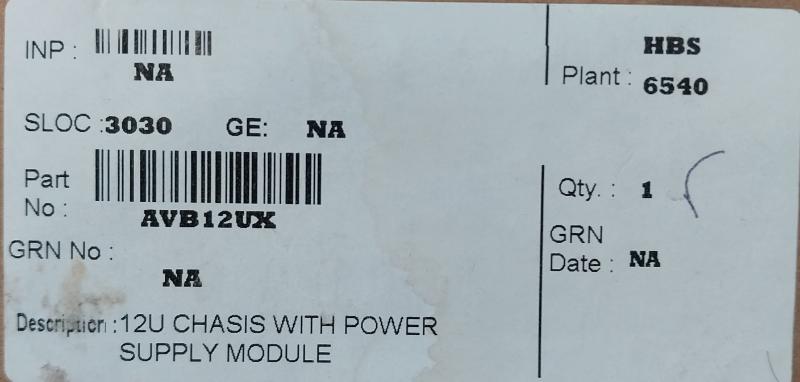 INP : NA
HBS
Plant : 6540
SLOC :3030 GE: NA
Part No : AVB12UX
Qty. : 1
GRN No : NA
GRN Date : NA
Description :12U CHASIS WITH POWER
SUPPLY MODULE